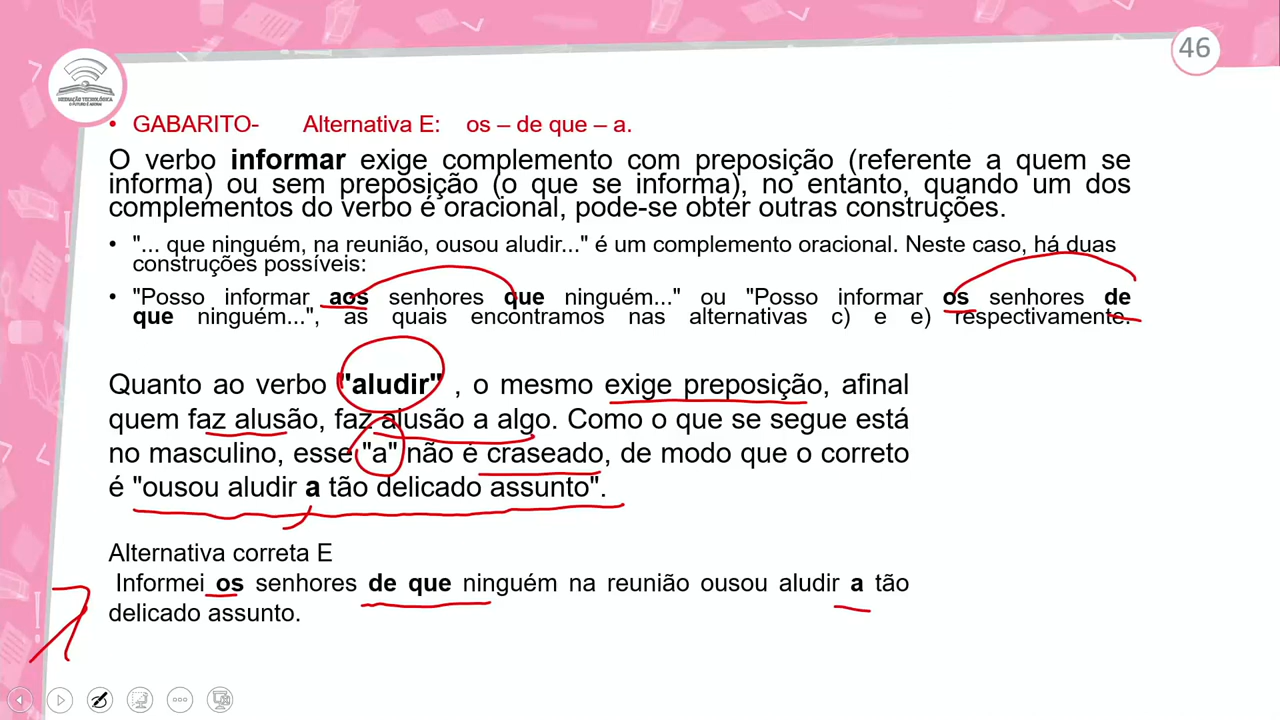 46
MEDIAÇÃO TECNOLÓGICA
O FUTURO É AGORA
• GABARITO- Alternativa E: os – de que – a.
O verbo informar exige complemento com preposição (referente a quem se
informa) ou sem preposição (o que se informa), no entanto, quando um dos
complementos do verbo é oracional, pode-se obter outras construções.
• "... que ninguém, na reunião, ousou aludir..." é um complemento oracional. Neste caso, há duas
construções possíveis:
• "Posso informar aos senhores que ninguém..." ou "Posso informar os senhores de
que ninguém...", as quais encontramos nas alternativas c) e e) respectivamente.
Quanto ao verbo "aludir" , o mesmo exige preposição, afinal
quem faz alusão, faz alusão a algo. Como o que se segue está
no masculino, esse "a" não é craseado, de modo que o correto
é "ousou aludir a tão delicado assunto".
Alternativa correta E
Informei os senhores de que ninguém na reunião ousou aludir a tão
delicado assunto.